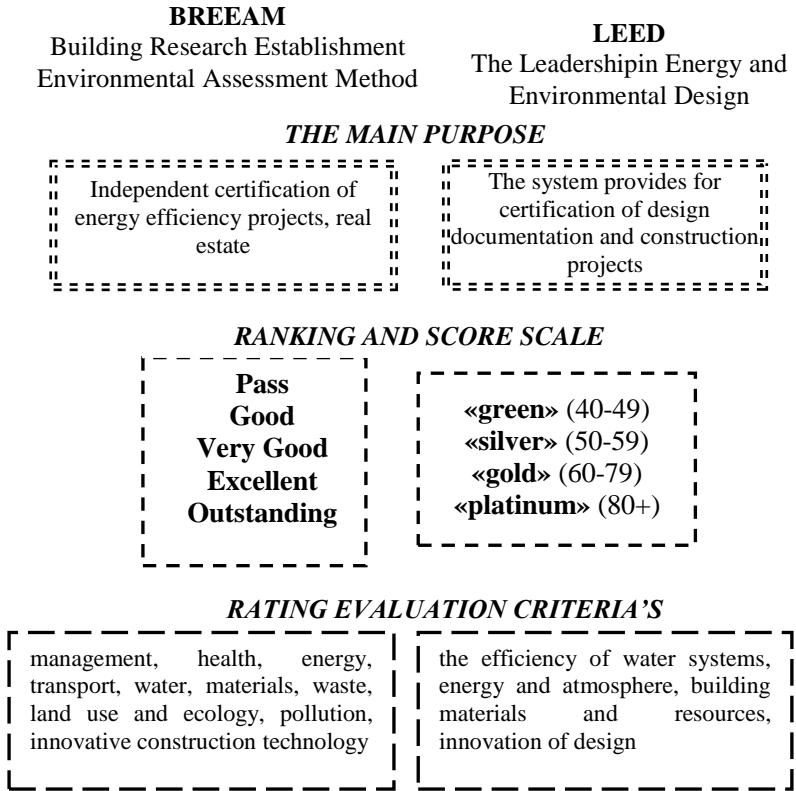 BREEAM
Building Research Establishment
Environmental Assessment Method
LEED
The Leadershipin Energy and
Environmental Design
THE MAIN PURPOSE
Independent certification of
energy efficiency projects, real
estate
The system provides for
certification of design
documentation and construction
projects
RANKING AND SCORE SCALE
Pass
Good
Very Good
Excellent
Outstanding
«green» (40-49)
«silver» (50-59)
«gold» (60-79)
«platinum» (80+)
RATING EVALUATION CRITERIA'S
management, health, energy,
transport, water, materials, waste,
land use and ecology, pollution,
innovative construction technology
the efficiency of water systems,
energy and atmosphere, building
materials and resources,
innovation of design